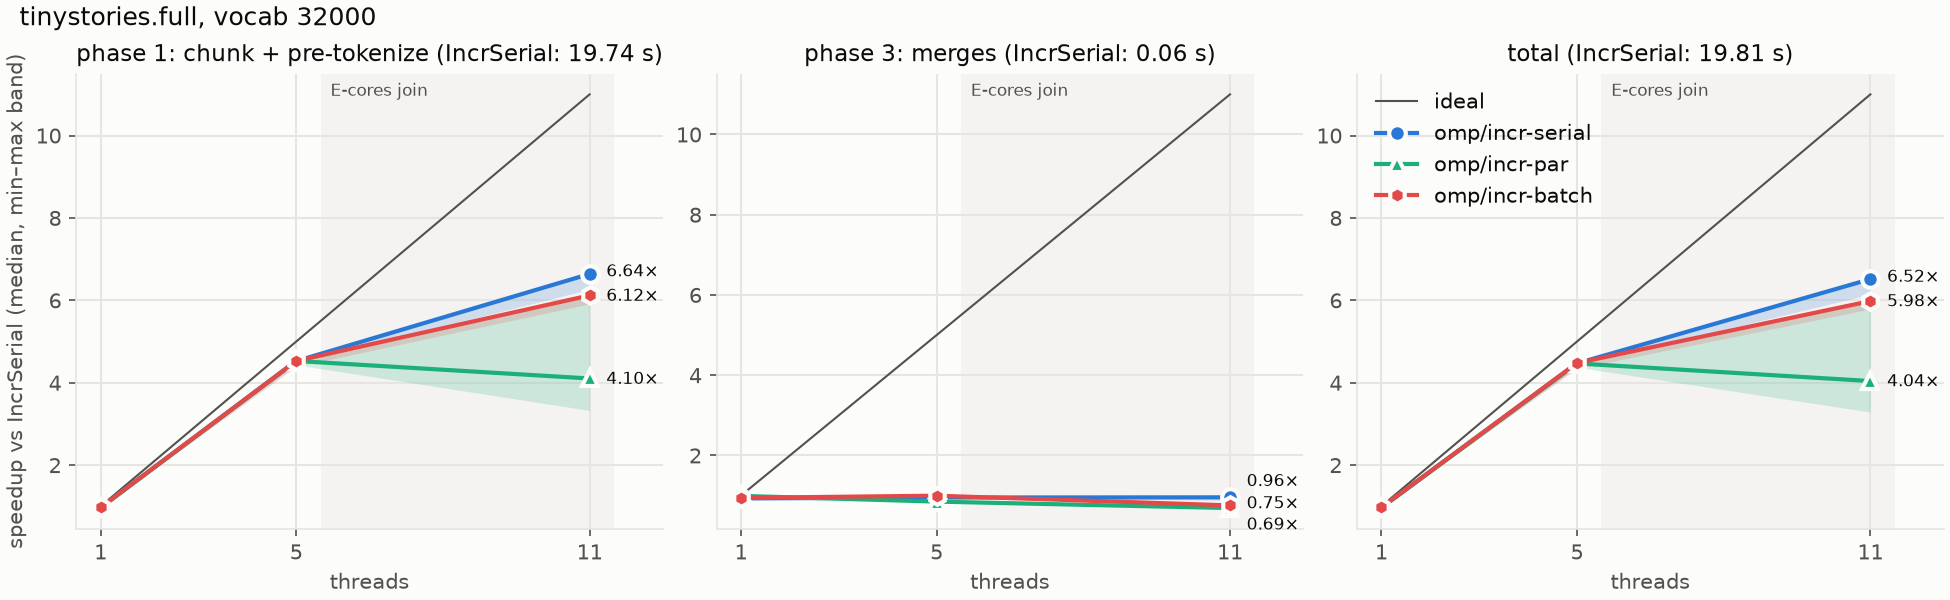 tinystories.full, vocab 32000
speedup vs IncrSerial (median, min–max band)
phase 1: chunk + pre-tokenize (IncrSerial: 19.74 s)
E-cores join
10
8
6
4
2
6.64×
6.12×
4.10×
1
5
11
threads
phase 3: merges (IncrSerial: 0.06 s)
E-cores join
10
8
6
4
2
0.96×
0.75×
0.69×
1
5
11
threads
total (IncrSerial: 19.81 s)
E-cores join
ideal
omp/incr-serial
omp/incr-par
omp/incr-batch
10
8
6
4
2
6.52×
5.98×
4.04×
1
5
11
threads